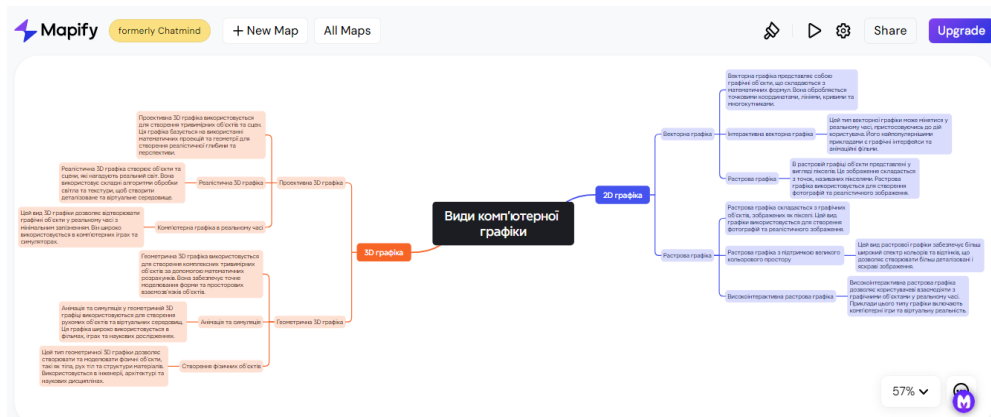 Mapify
formerly Chatmind
+ New Map
All Maps
Share
Upgrade
Види комп'ютерної
графіки
3D графіка
Проективна 3D графіка
Проективна 3D графіка використовується
для створення тривимірних об'єктів та сцен.
Ця графіка базується на використанні
математичних проекцій та геометрії для
створення реалістичної глибини та
перспективи.
Реалістична 3D графіка
Реалістична 3D графіка створює об'єкти та
сцени, які нагадують реальний світ. Вона
використовує складні алгоритми обробки
світла та текстури, щоб створити
деталізоване та віртуальне середовище.
Комп'ютерна графіка в реальному часі
Цей вид 3D графіки дозволяє відтворювати
графічні об'єкти у реальному часі з
мінімальним запізненням. Він широко
використовується в комп'ютерних іграх та
симуляторах.
Геометрична 3D графіка
Геометрична 3D графіка використовується
для створення комплексних тривимірних
об'єктів за допомогою математичних
розрахунків. Вона забезпечує точне
моделювання форми та просторових
взаємозв'язків об'єктів.
Анімація та симуляція
Анімація та симуляція у геометричній 3D
графіці використовуються для створення
рухомих об'єктів та віртуальних середовищ.
Ця графіка широко використовується в
фільмах, іграх та наукових дослідженнях.
Створення фізичних об'єктів
Цей тип геометричної 3D графіки дозволяє
створювати та моделювати фізичні об'єкти,
такі як тіла, рух тіл та структури матеріалів.
Використовується в інженерії, архітектурі та
наукових дисциплінах.
2D графіка
Векторна графіка
Векторна графіка представляє собою
графічні об'єкти, що складаються з
математичних формул. Вона обробляється
точковими координатами, лініями, кривими та
многокутниками.
Інтерактивна векторна графіка
Цей тип векторної графіки може мінятися у
реальному часі, пристосовуючись до дій
користувача. Його найпопулярнішими
прикладами є графічні інтерфейси та
анімаційні фільми.
Растрова графіка
В растровій графіці об'єкти представлені у
вигляді пікселів. Це зображення складається
з точок, названих пікселями. Растрова
графіка використовується для створення
фотографій та реалістичного зображення.
Растрова графіка
Растрова графіка складається з графічних
об'єктів, зображених як пікселі. Цей вид
графіки використовується для створення
фотографій та реалістичного зображення.
Растрова графіка з підтримкою великого
кольорового простору
Цей вид растрової графіки забезпечує більш
широкий спектр кольорів та відтінків, що
дозволяє створювати більш деталізовані і
яскраві зображення.
Високоінтерактивна растрова графіка
Високоінтерактивна растрова графіка
дозволяє користувачеві взаємодіяти з
графічними об'єктами у реальному часі.
Приклади цього типу графіки включають
комп'ютерні ігри та віртуальну реальність.
57%